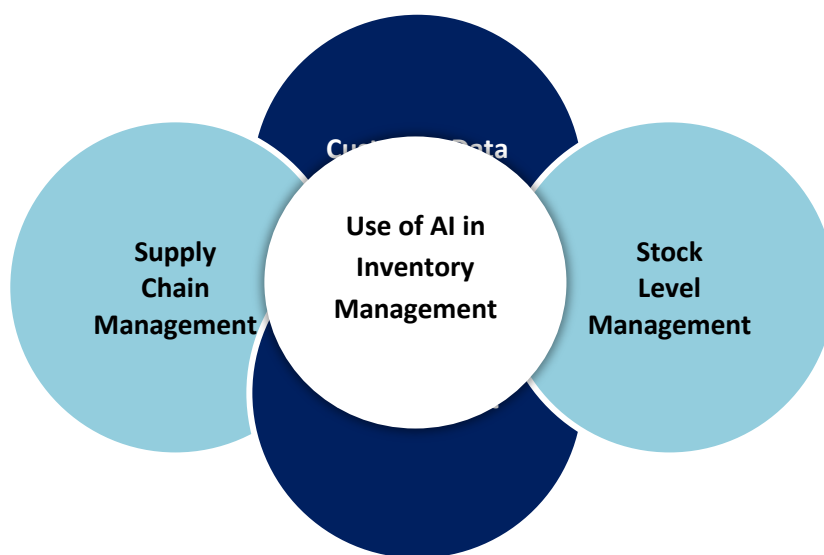 Supply
Chain
Management
Use of AI in
Inventory
Management
Stock
Level
Management